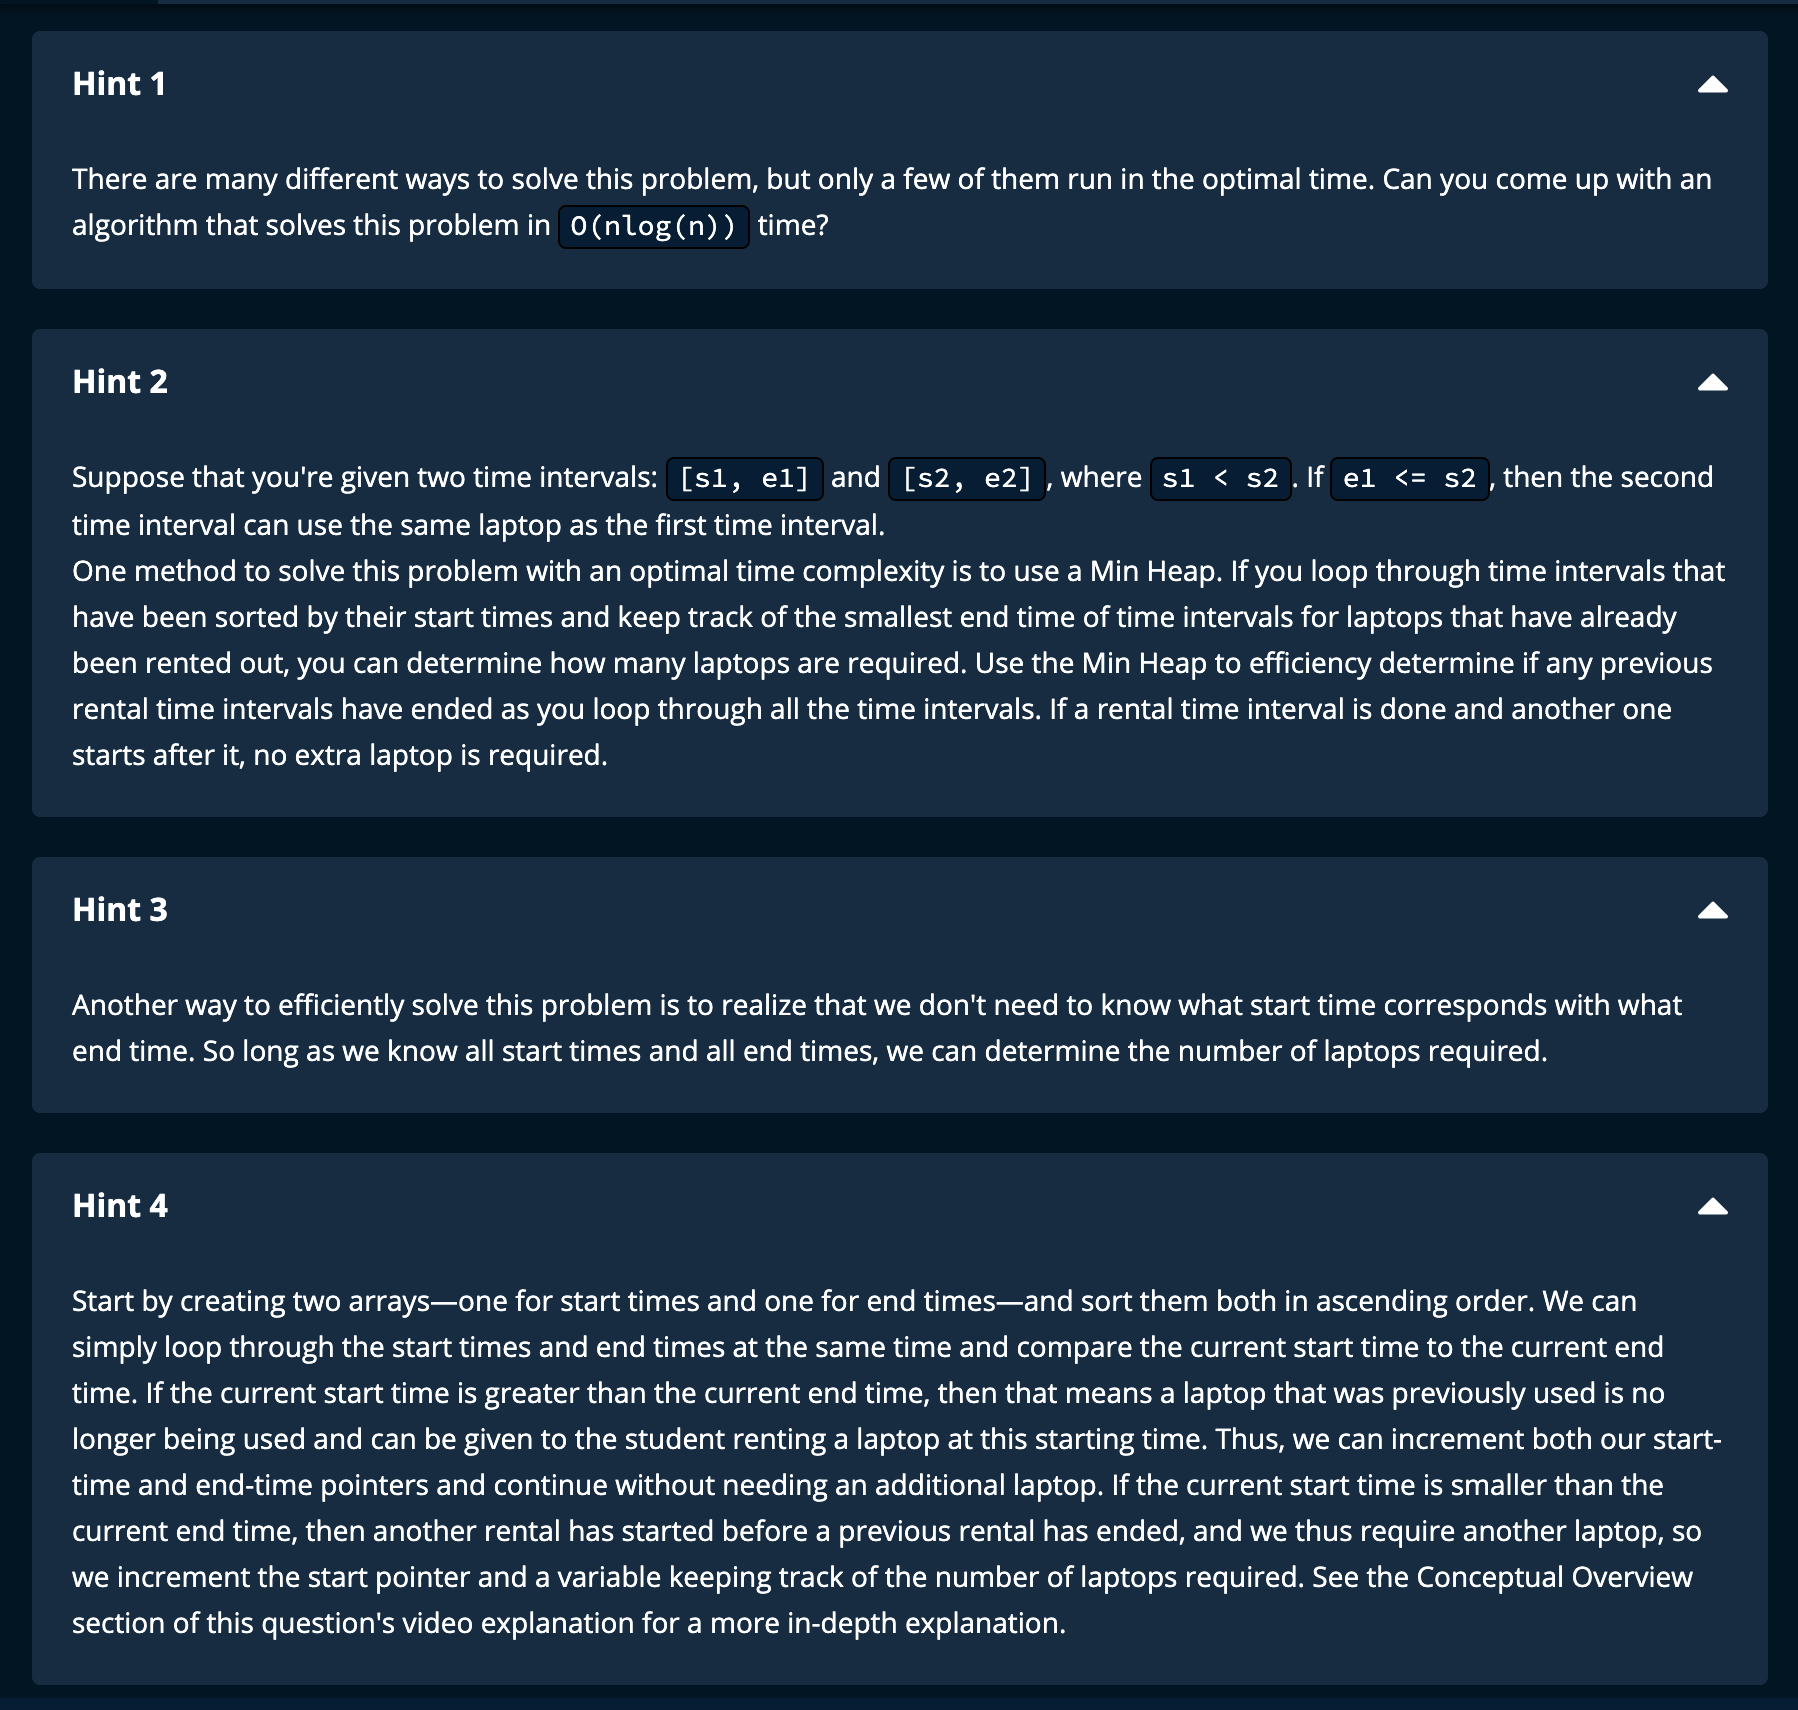 Hint 1
There are many different ways to solve this problem, but only a few of them run in the optimal time. Can you come up with an
algorithm that solves this problem in O(nlog(n)) time?
Hint 2
Suppose that you're given two time intervals: [s1, e1] and [s2, e2], where s1 < s2. If e1 <= s2, then the second
time interval can use the same laptop as the first time interval.
One method to solve this problem with an optimal time complexity is to use a Min Heap. If you loop through time intervals that
have been sorted by their start times and keep track of the smallest end time of time intervals for laptops that have already
been rented out, you can determine how many laptops are required. Use the Min Heap to efficiency determine if any previous
rental time intervals have ended as you loop through all the time intervals. If a rental time interval is done and another one
starts after it, no extra laptop is required.
Hint 3
Another way to efficiently solve this problem is to realize that we don't need to know what start time corresponds with what
end time. So long as we know all start times and all end times, we can determine the number of laptops required.
Hint 4
Start by creating two arrays—one for start times and one for end times—and sort them both in ascending order. We can
simply loop through the start times and end times at the same time and compare the current start time to the current end
time. If the current start time is greater than the current end time, then that means a laptop that was previously used is no
longer being used and can be given to the student renting a laptop at this starting time. Thus, we can increment both our start-
time and end-time pointers and continue without needing an additional laptop. If the current start time is smaller than the
current end time, then another rental has started before a previous rental has ended, and we thus require another laptop, so
we increment the start pointer and a variable keeping track of the number of laptops required. See the Conceptual Overview
section of this question's video explanation for a more in-depth explanation.